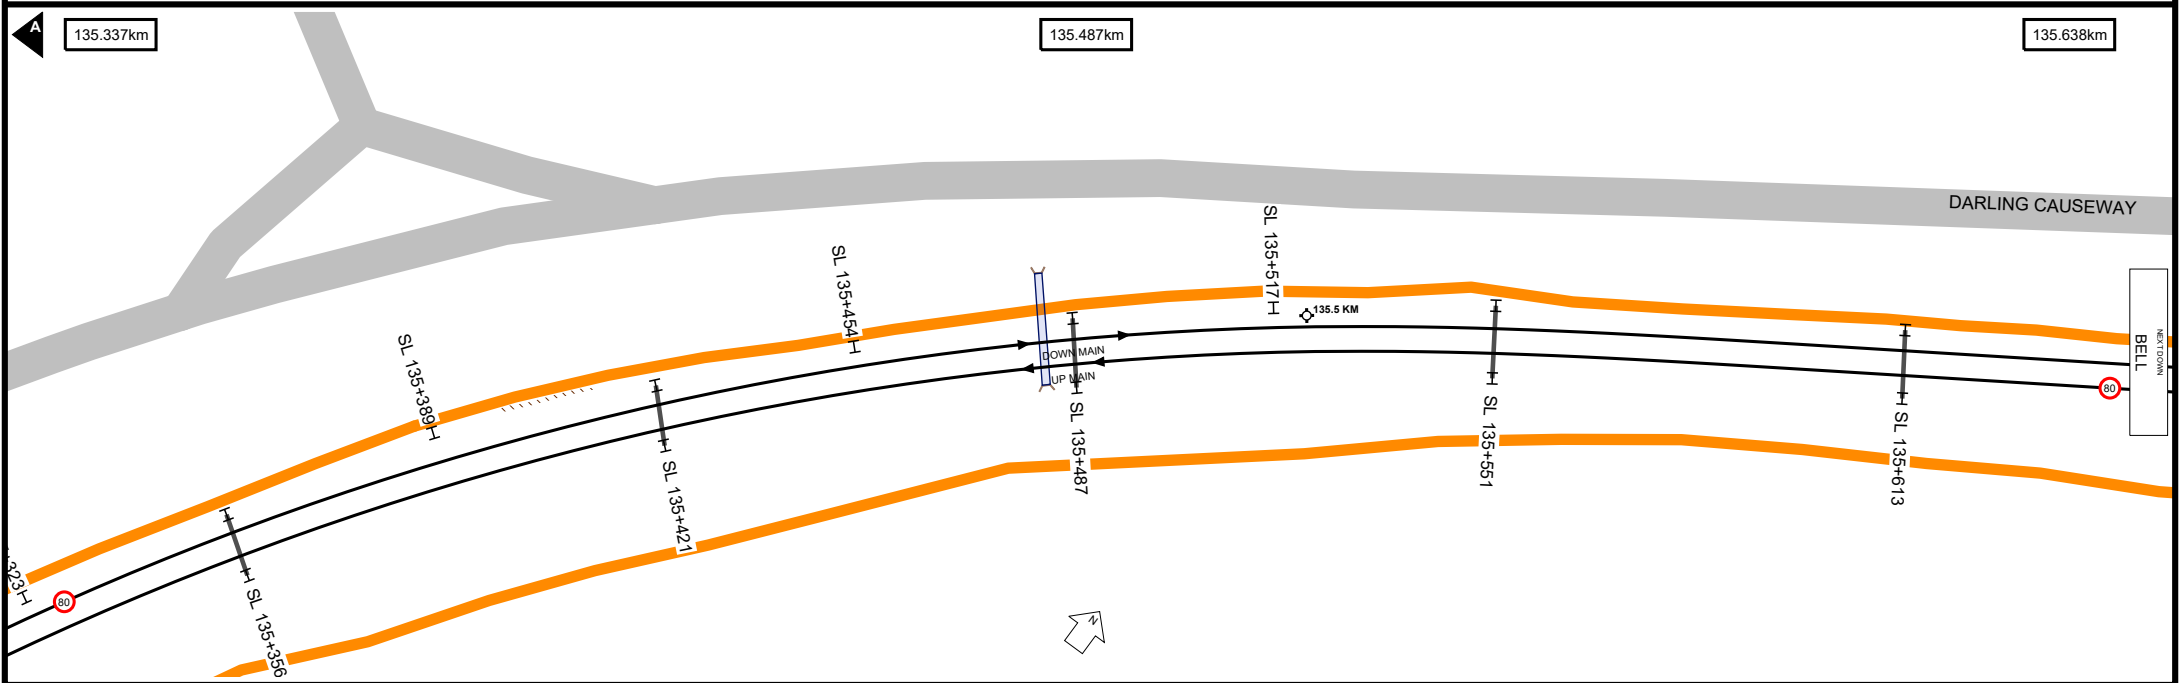 A
135.337km
135.487km
135.638km
DARLING CAUSEWAY
SL 135+517
SL 135+454
135.5 KM
SL 135+389
DOWN MAIN
UP MAIN
NEXT DOWN
BELL
80
SL 135+487
SL 135+551
SL 135+613
SL 135+421
323
80
SL 135+356
N